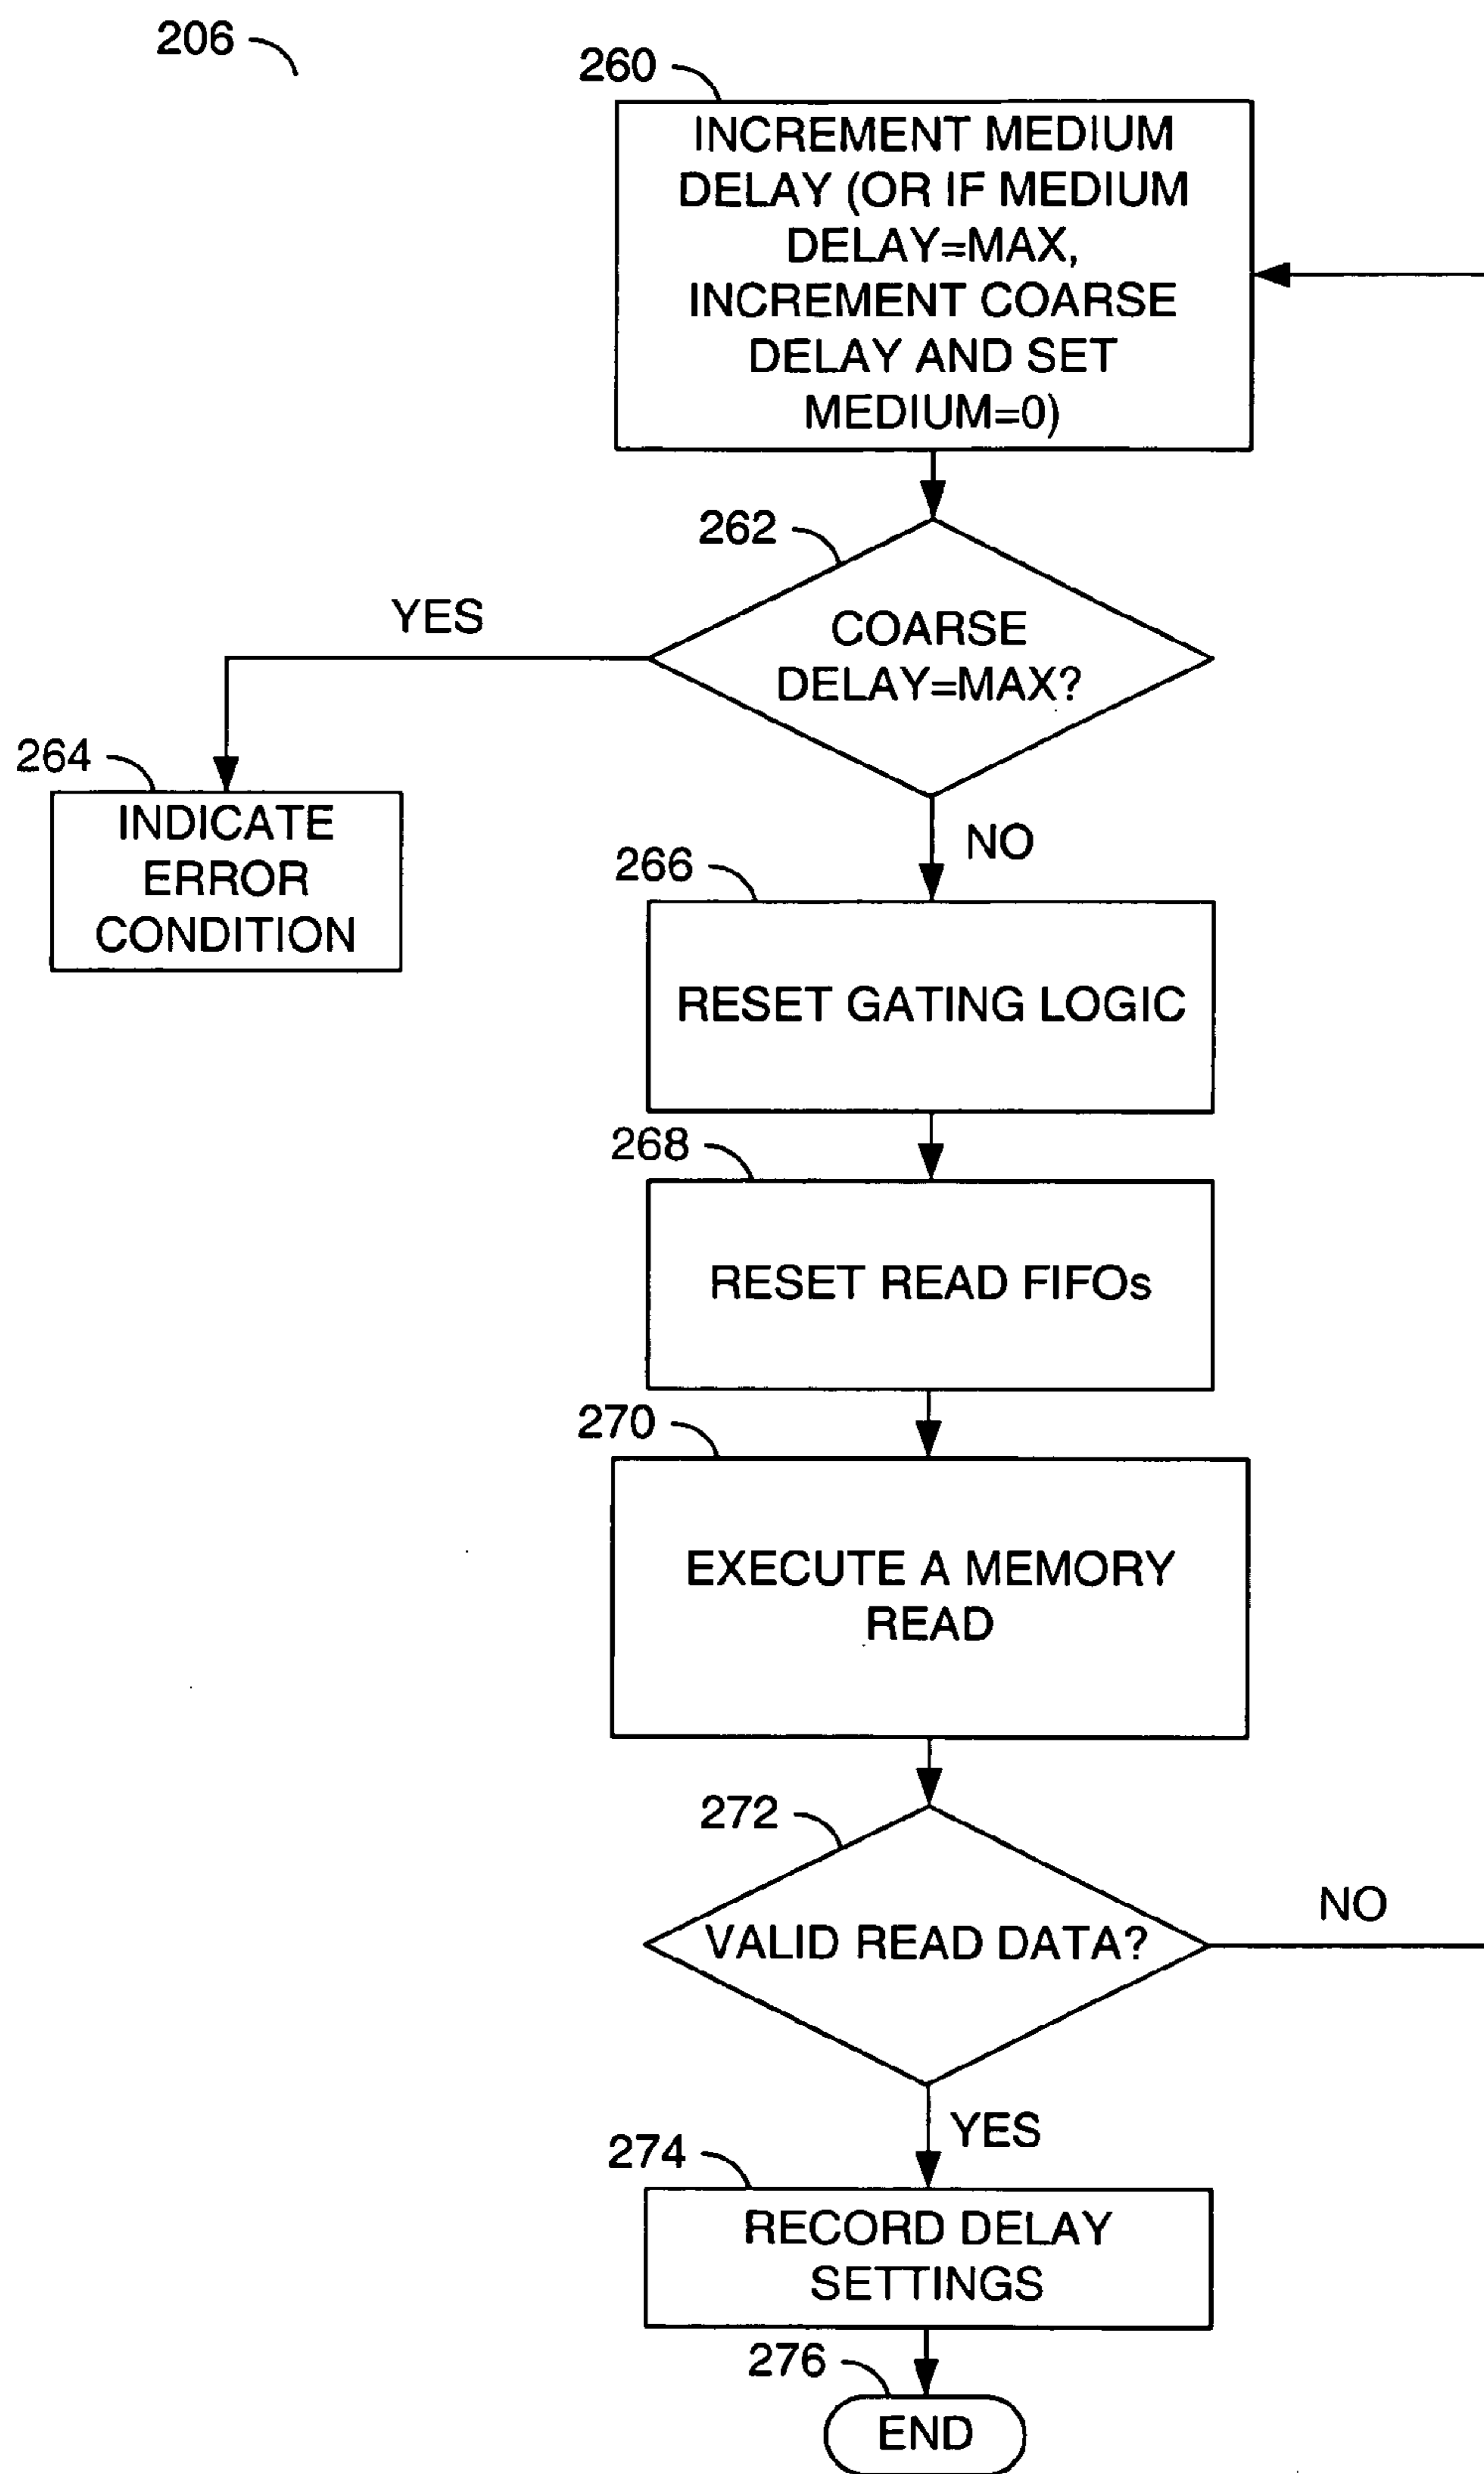 206
260
INCREMENT MEDIUM
DELAY (OR IF MEDIUM
DELAY=MAX,
INCREMENT COARSE
DELAY AND SET
MEDIUM=0)
262
COARSE
DELAY=MAX?
YES
264
INDICATE
ERROR
CONDITION
NO
266
RESET GATING LOGIC
268
RESET READ FIFOs
270
EXECUTE A MEMORY
READ
272
VALID READ DATA?
NO
YES
274
RECORD DELAY
SETTINGS
276
END